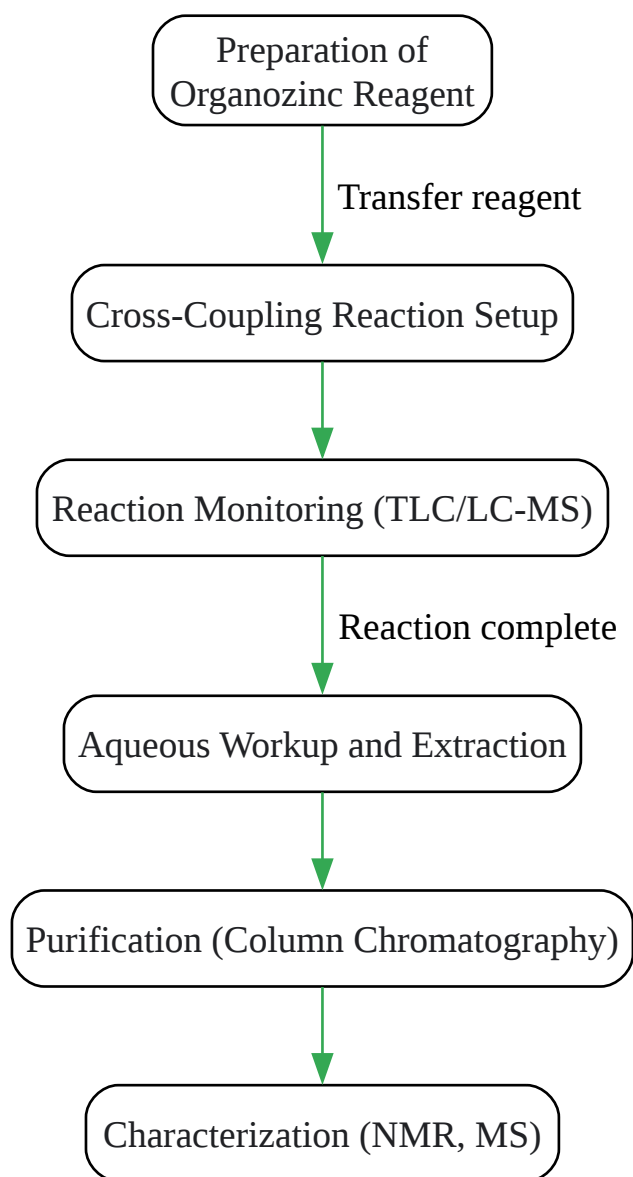 Preparation of
Organozinc Reagent
Transfer reagent
Cross-Coupling Reaction Setup
Reaction Monitoring (TLC/LC-MS)
Reaction complete
Aqueous Workup and Extraction
Purification (Column Chromatography)
Characterization (NMR, MS)